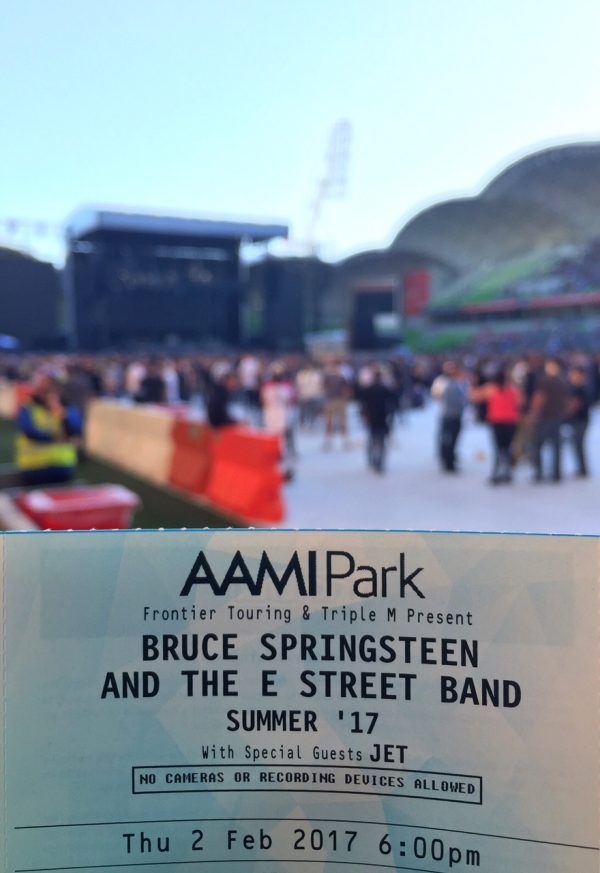 AAMI Park
Frontier Touring & Triple M Present
BRUCE SPRINGSTEEN
AND THE E STREET BAND
SUMMER '17
With Special Guests JET
NO CAMERAS OR RECORDING DEVICES ALLOWED
Thu 2 Feb 2017 6:00pm